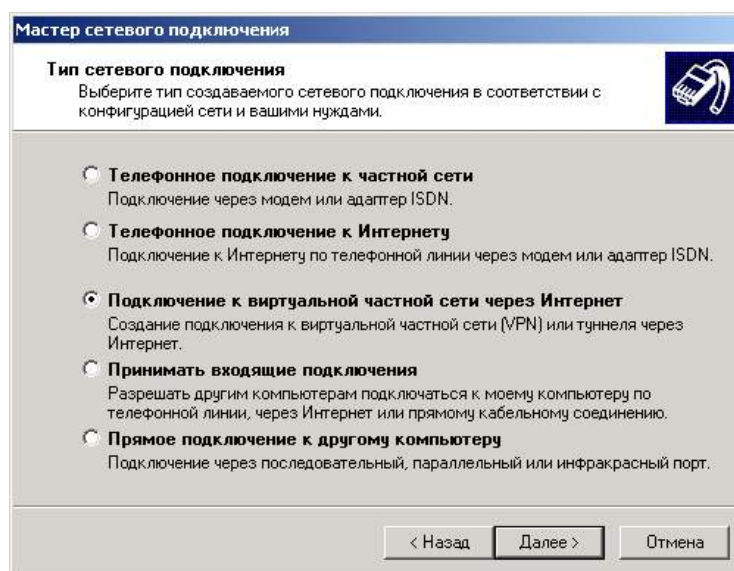 Мастер сетевого подключения
Тип сетевого подключения
Выберите тип создаваемого сетевого подключения в соответствии с
конфигурацией сети и вашими нуждами.
Телефонное подключение к частной сети
Подключение через модем или адаптер ISDN.
Телефонное подключение к Интернету
Подключение к Интернету по телефонной линии через модем или адаптер ISDN.
Подключение к виртуальной частной сети через Интернет
Создание подключения к виртуальной частной сети (VPN) или туннеля через
Интернет.
Принимать входящие подключения
Разрешать другим компьютерам подключаться к моему компьютеру по
телефонной линии, через Интернет или прямому кабельному соединению.
Прямое подключение к другому компьютеру
Подключение через последовательный, параллельный или инфракрасный порт.
< Назад Далее > Отмена